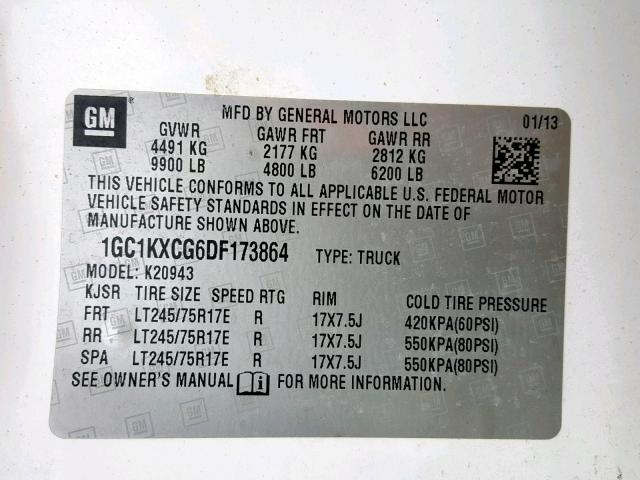 GM
MFD BY GENERAL MOTORS LLC 01/13
GVWR GAWR FRT GAWR RR
4491 KG 2177 KG 2812 KG
9900 LB 4800 LB 6200 LB
THIS VEHICLE CONFORMS TO ALL APPLICABLE U.S. FEDERAL MOTOR
VEHICLE SAFETY STANDARDS IN EFFECT ON THE DATE OF
MANUFACTURE SHOWN ABOVE.
1GC1KXCG6DF173864 TYPE: TRUCK
MODEL: K20943
KJSR TIRE SIZE SPEED RTG RIM COLD TIRE PRESSURE
FRT LT245/75R17E R 17X7.5J 420KPA(60PSI)
RR LT245/75R17E R 17X7.5J 550KPA(80PSI)
SPA LT245/75R17E R 17X7.5J 550KPA(80PSI)
SEE OWNER'S MANUAL FOR MORE INFORMATION.